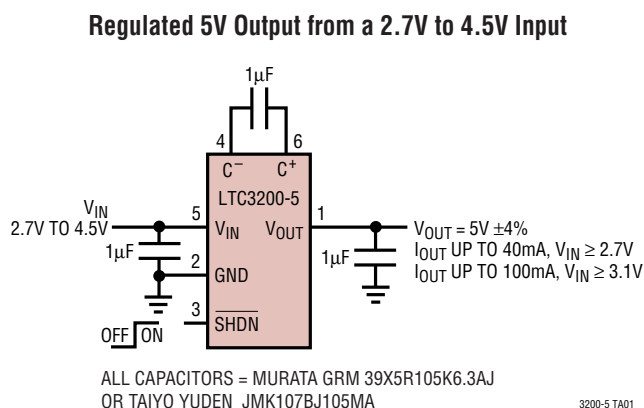 Regulated 5V Output from a 2.7V to 4.5V Input
1µF
4
6
C–
C+
LTC3200-5
VIN
2.7V TO 4.5V
5
VIN
VOUT
1
VOUT = 5V ±4%
IOUT UP TO 40mA, VIN ≥ 2.7V
IOUT UP TO 100mA, VIN ≥ 3.1V
1µF
1µF
2
GND
3
SHDN
OFF ON
ALL CAPACITORS = MURATA GRM 39X5R105K6.3AJ
OR TAIYO YUDEN JMK107BJ105MA
3200-5 TA01